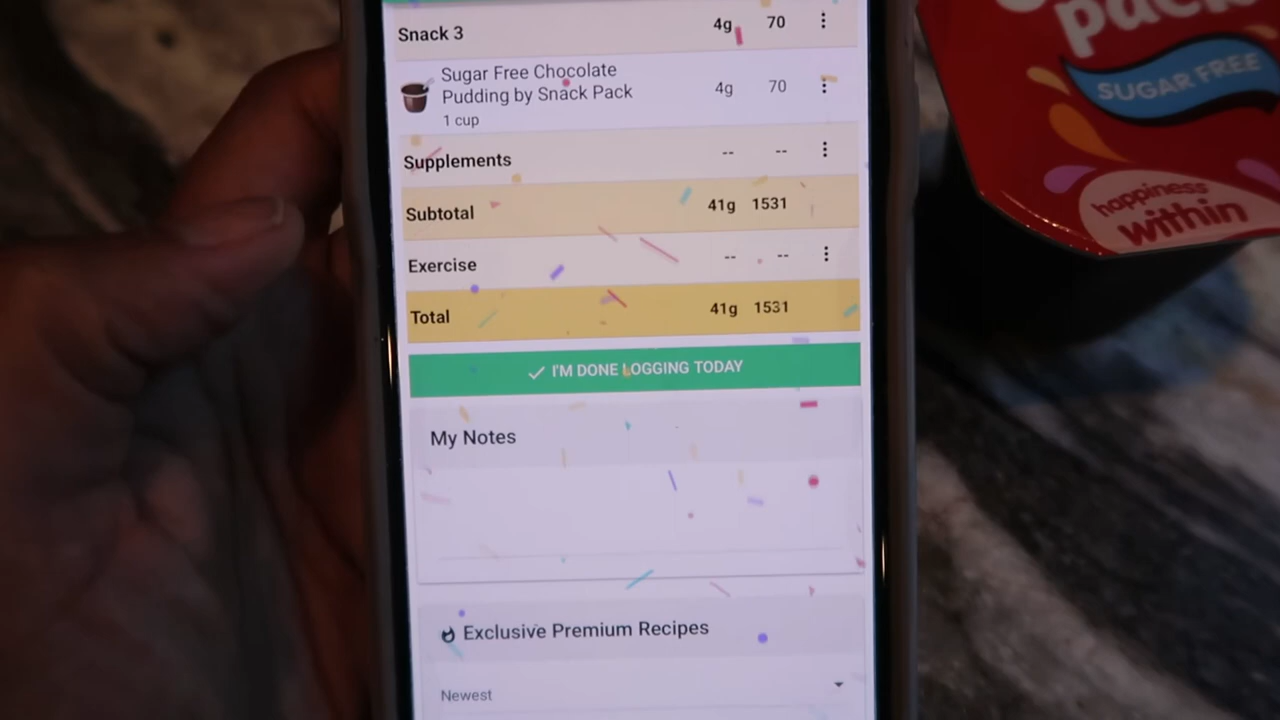 Snack 3 4g 70
Sugar Free Chocolate
Pudding by Snack Pack 4g 70
1 cup
Supplements -- --
Subtotal 41g 1531
Exercise -- --
Total 41g 1531
✓ I'M DONE LOGGING TODAY
My Notes
Exclusive Premium Recipes
Newest
pack
SUGAR FREE
happiness
within